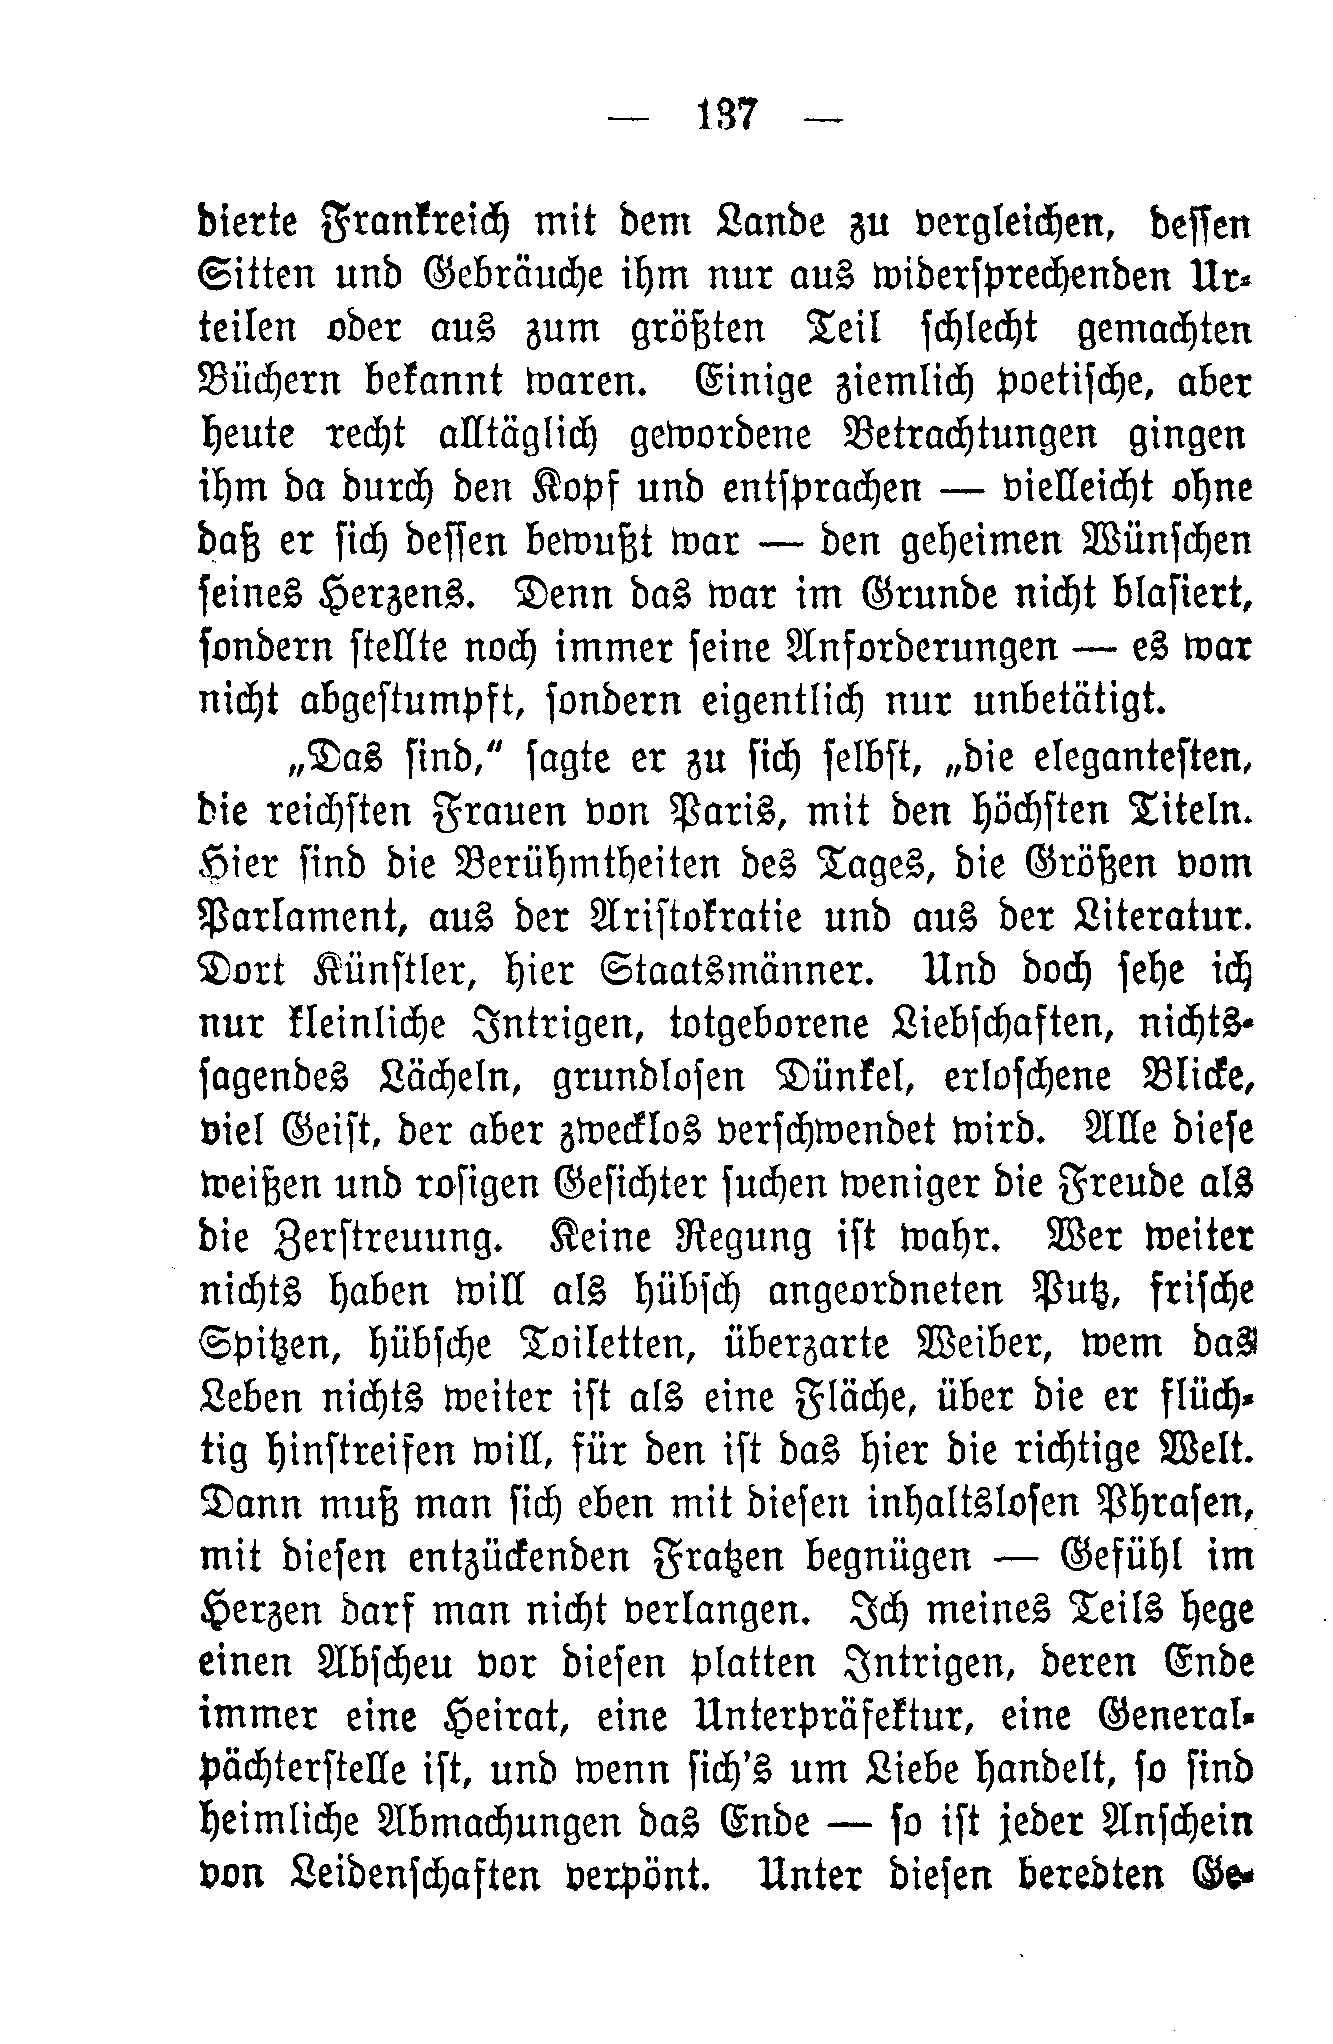 — 137 —
dierte Frankreich mit dem Lande zu vergleichen, dessen
Sitten und Gebräuche ihm nur aus widersprechenden Ur-
teilen oder aus zum größten Teil schlecht gemachten
Büchern bekannt waren. Einige ziemlich poetische, aber
heute recht alltäglich gewordene Betrachtungen gingen
ihm da durch den Kopf und entsprachen — vielleicht ohne
daß er sich dessen bewußt war — den geheimen Wünschen
seines Herzens. Denn das war im Grunde nicht blasiert,
sondern stellte noch immer seine Anforderungen — es war
nicht abgestumpft, sondern eigentlich nur unbetätigt.
„Das sind,“ sagte er zu sich selbst, „die elegantesten,
die reichsten Frauen von Paris, mit den höchsten Titeln.
Hier sind die Berühmtheiten des Tages, die Größen vom
Parlament, aus der Aristokratie und aus der Literatur.
Dort Künstler, hier Staatsmänner. Und doch sehe ich
nur kleinliche Intrigen, totgeborene Liebschaften, nichts-
sagendes Lächeln, grundlosen Dünkel, erloschene Blicke,
viel Geist, der aber zwecklos verschwendet wird. Alle diese
weißen und rosigen Gesichter suchen weniger die Freude als
die Zerstreuung. Keine Regung ist wahr. Wer weiter
nichts haben will als hübsch angeordneten Putz, frische
Spitzen, hübsche Toiletten, überzarte Weiber, wem das
Leben nichts weiter ist als eine Fläche, über die er flüch-
tig hinstreifen will, für den ist das hier die richtige Welt.
Dann muß man sich eben mit diesen inhaltslosen Phrasen,
mit diesen entzückenden Fratzen begnügen — Gefühl im
Herzen darf man nicht verlangen. Ich meines Teils hege
einen Abscheu vor diesen platten Intrigen, deren Ende
immer eine Heirat, eine Unterpräfektur, eine General-
pächterstelle ist, und wenn sich's um Liebe handelt, so sind
heimliche Abmachungen das Ende — so ist jeder Anschein
von Leidenschaften verpönt. Unter diesen beredten Ge-